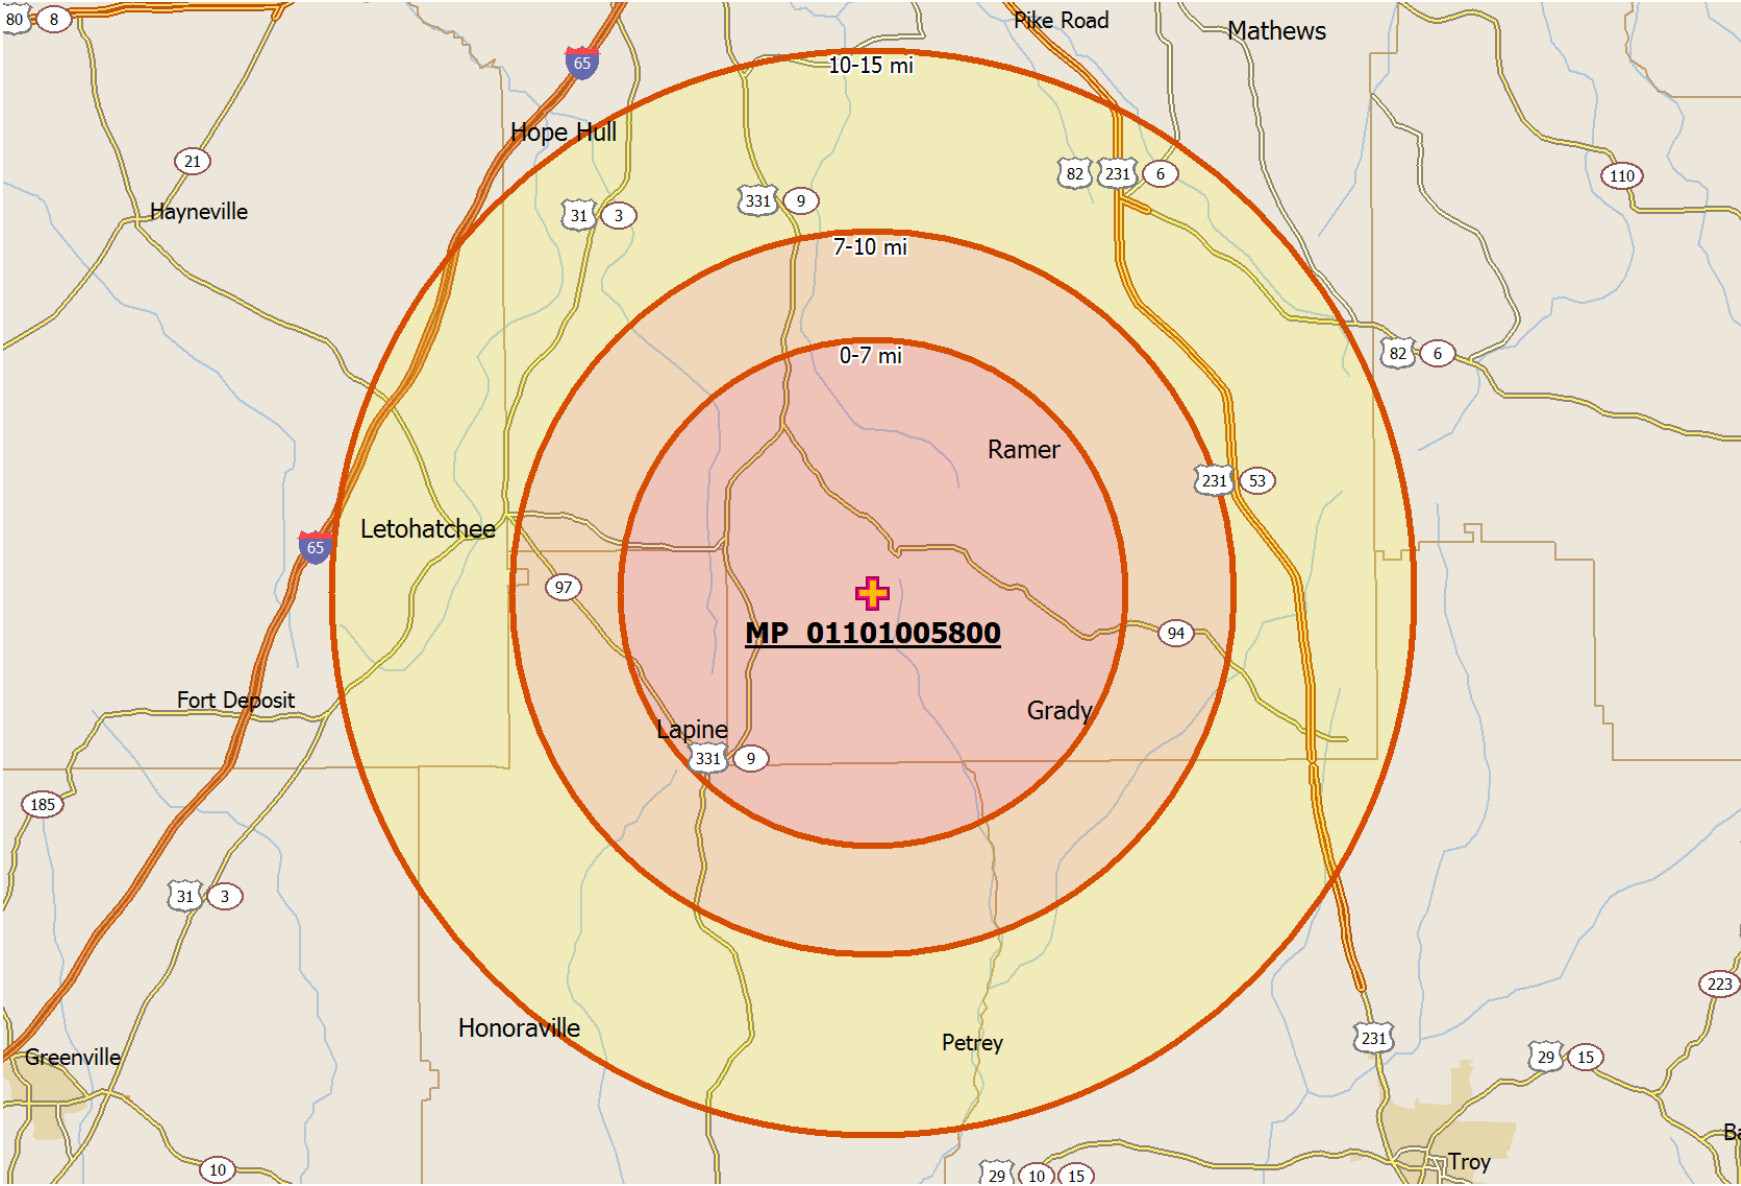 80 8
Pike Road
Mathews
65
10-15 mi
Hope Hull
21
82 231 6
110
Hayneville
331 9
31 3
7-10 mi
0-7 mi
82 6
Ramer
231 53
Letohatchee
65
97
MP_01101005800
94
Fort Deposit
Grady
Lapine
331 9
185
31 3
223
Honoraville
Petrey
231
Greenville
29 15
Ba
10
Troy
29 10 15